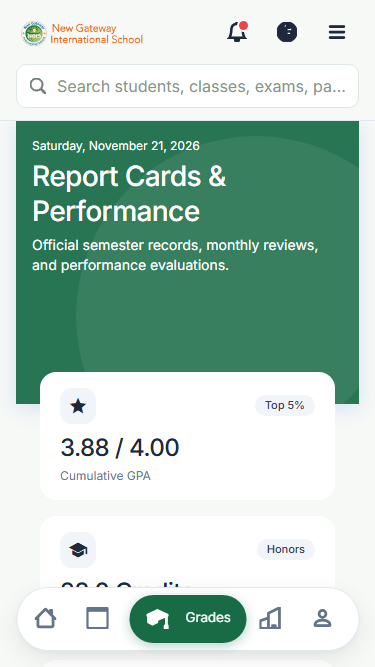 New Gateway
International School
Search students, classes, exams, pa...
Saturday, November 21, 2026
Report Cards &
Performance
Official semester records, monthly reviews,
and performance evaluations.
Top 5%
3.88 / 4.00
Cumulative GPA
Honors
Grades